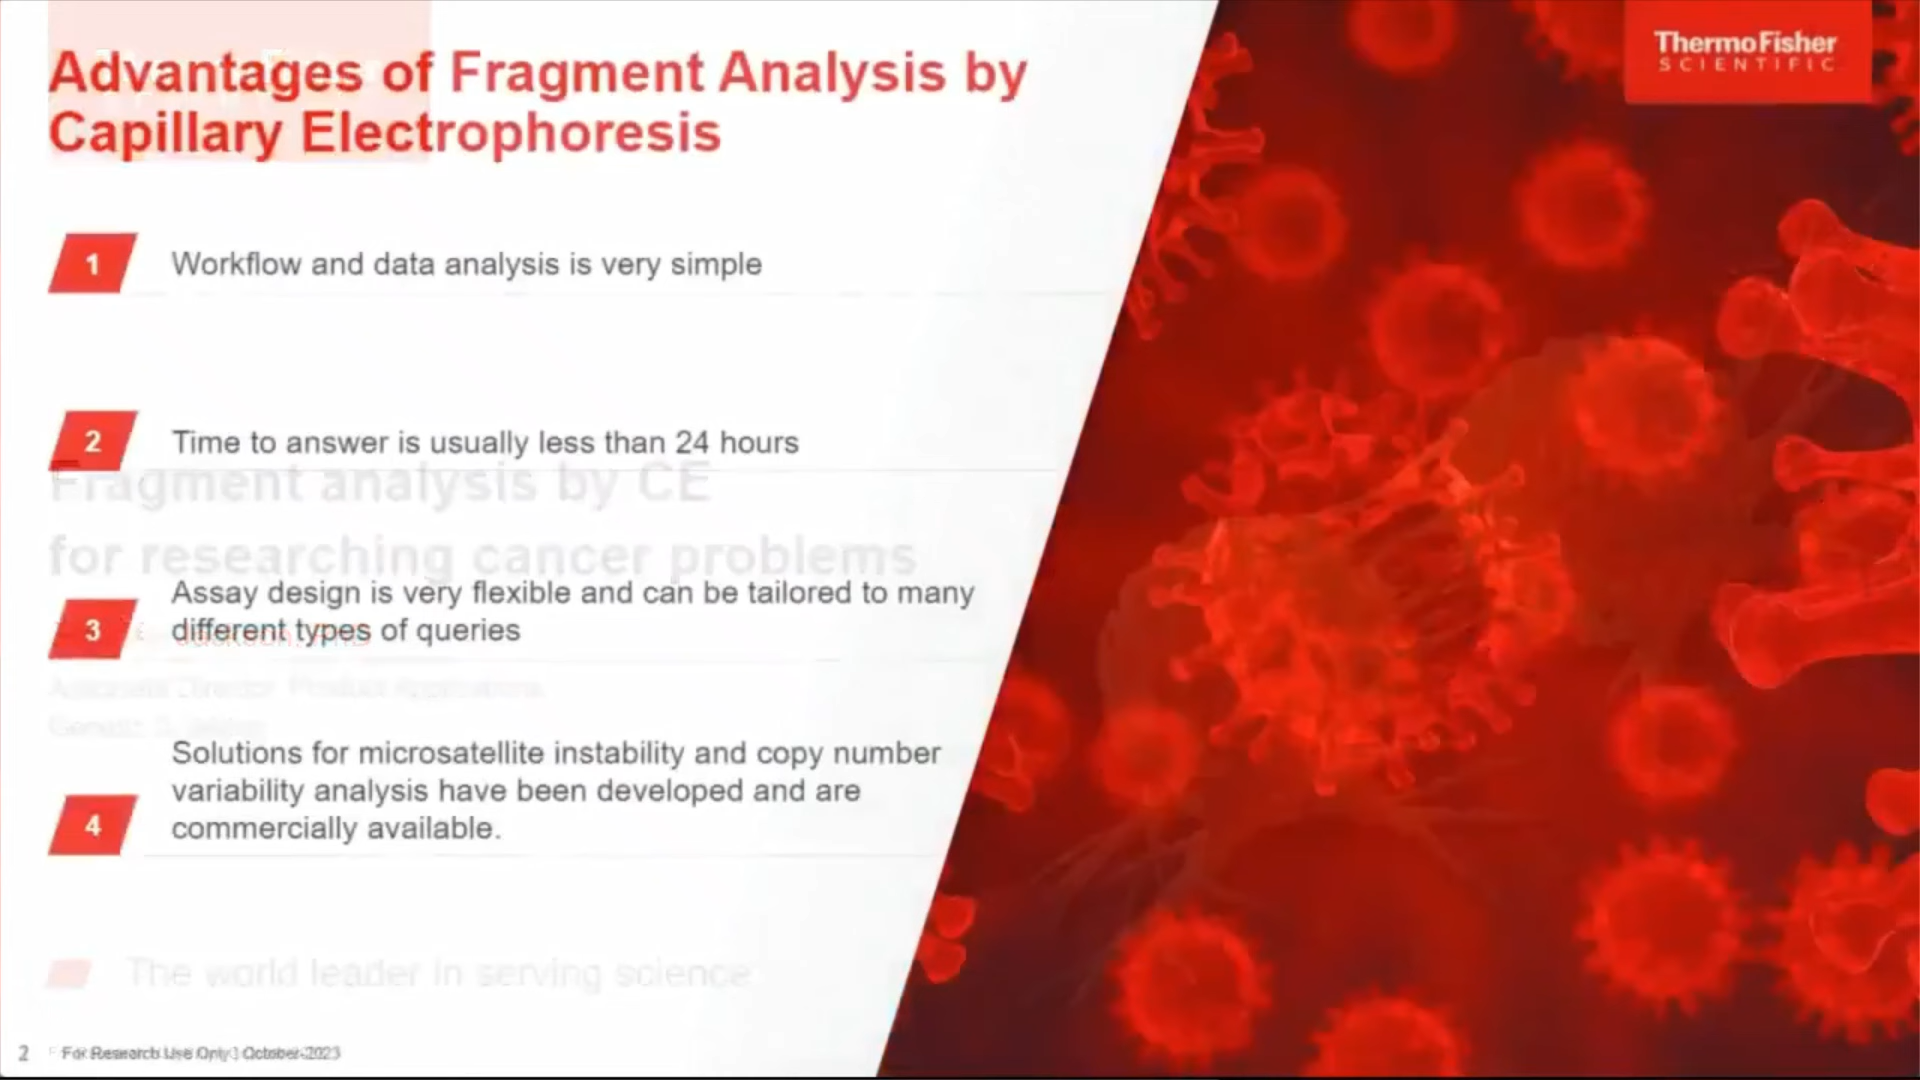 Advantages of Fragment Analysis by
Capillary Electrophoresis
ThermoFisher
SCIENTIFIC
1
Workflow and data analysis is very simple
2
Time to answer is usually less than 24 hours
Fragment analysis by CE
for researching cancer problems
3
Assay design is very flexible and can be tailored to many
different types of queries
Associate Director, Product Applications
4
Solutions for microsatellite instability and copy number
variability analysis have been developed and are
commercially available.
The world leader in serving science
2
For Research Use Only | October-2023